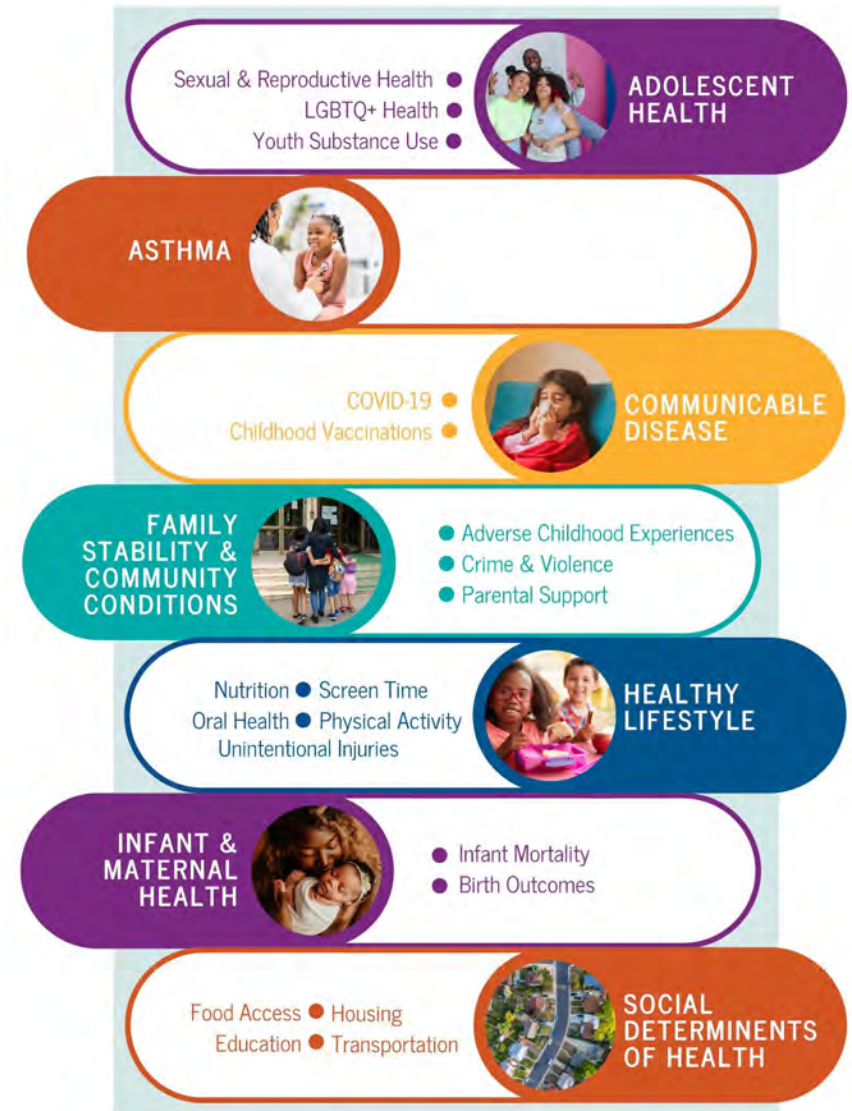 Sexual & Reproductive Health ●
LGBTQ+ Health ●
Youth Substance Use ●
ADOLESCENT
HEALTH
ASTHMA
COVID-19 ●
Childhood Vaccinations ●
COMMUNICABLE
DISEASE
FAMILY
STABILITY &
COMMUNITY
CONDITIONS
● Adverse Childhood Experiences
● Crime & Violence
● Parental Support
Nutrition ● Screen Time
Oral Health ● Physical Activity
Unintentional Injuries
HEALTHY
LIFESTYLE
INFANT &
MATERNAL
HEALTH
● Infant Mortality
● Birth Outcomes
Food Access ● Housing
Education ● Transportation
SOCIAL
DETERMINENTS
OF HEALTH